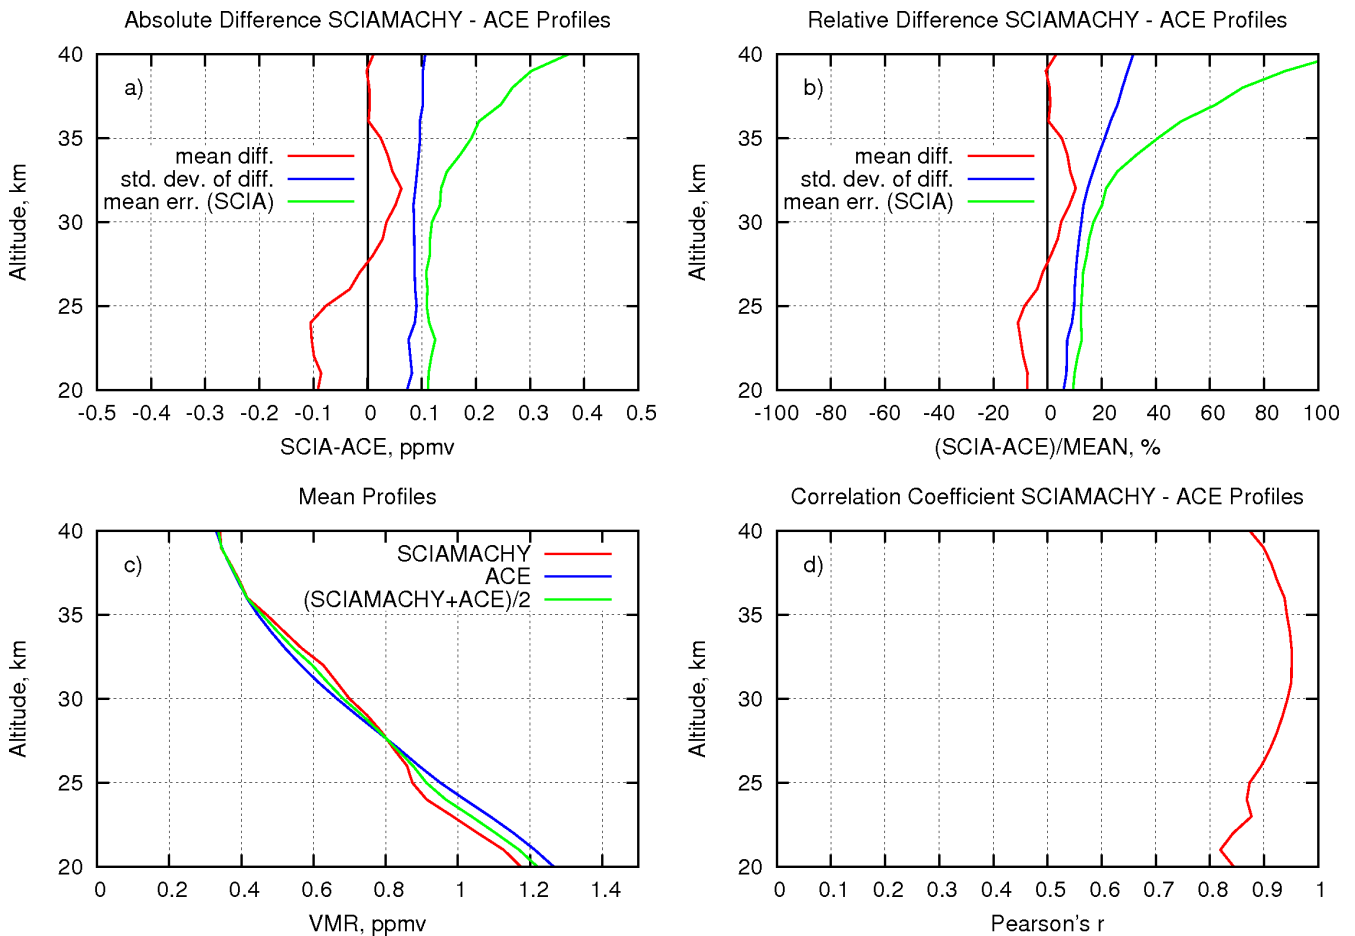 Absolute Difference SCIAMACHY - ACE Profiles
a)
mean diff.
std. dev. of diff.
mean err. (SCIA)
40
35
30
25
20
Altitude, km
-0.5 -0.4 -0.3 -0.2 -0.1 0 0.1 0.2 0.3 0.4 0.5
SCIA-ACE, ppmv
Relative Difference SCIAMACHY - ACE Profiles
b)
mean diff.
std. dev. of diff.
mean err. (SCIA)
40
35
30
25
20
Altitude, km
-100 -80 -60 -40 -20 0 20 40 60 80 100
(SCIA-ACE)/MEAN, %
Mean Profiles
c)
SCIAMACHY
ACE
(SCIAMACHY+ACE)/2
40
35
30
25
20
Altitude, km
0 0.2 0.4 0.6 0.8 1 1.2 1.4
VMR, ppmv
Correlation Coefficient SCIAMACHY - ACE Profiles
d)
40
35
30
25
20
Altitude, km
0 0.1 0.2 0.3 0.4 0.5 0.6 0.7 0.8 0.9 1
Pearson's r